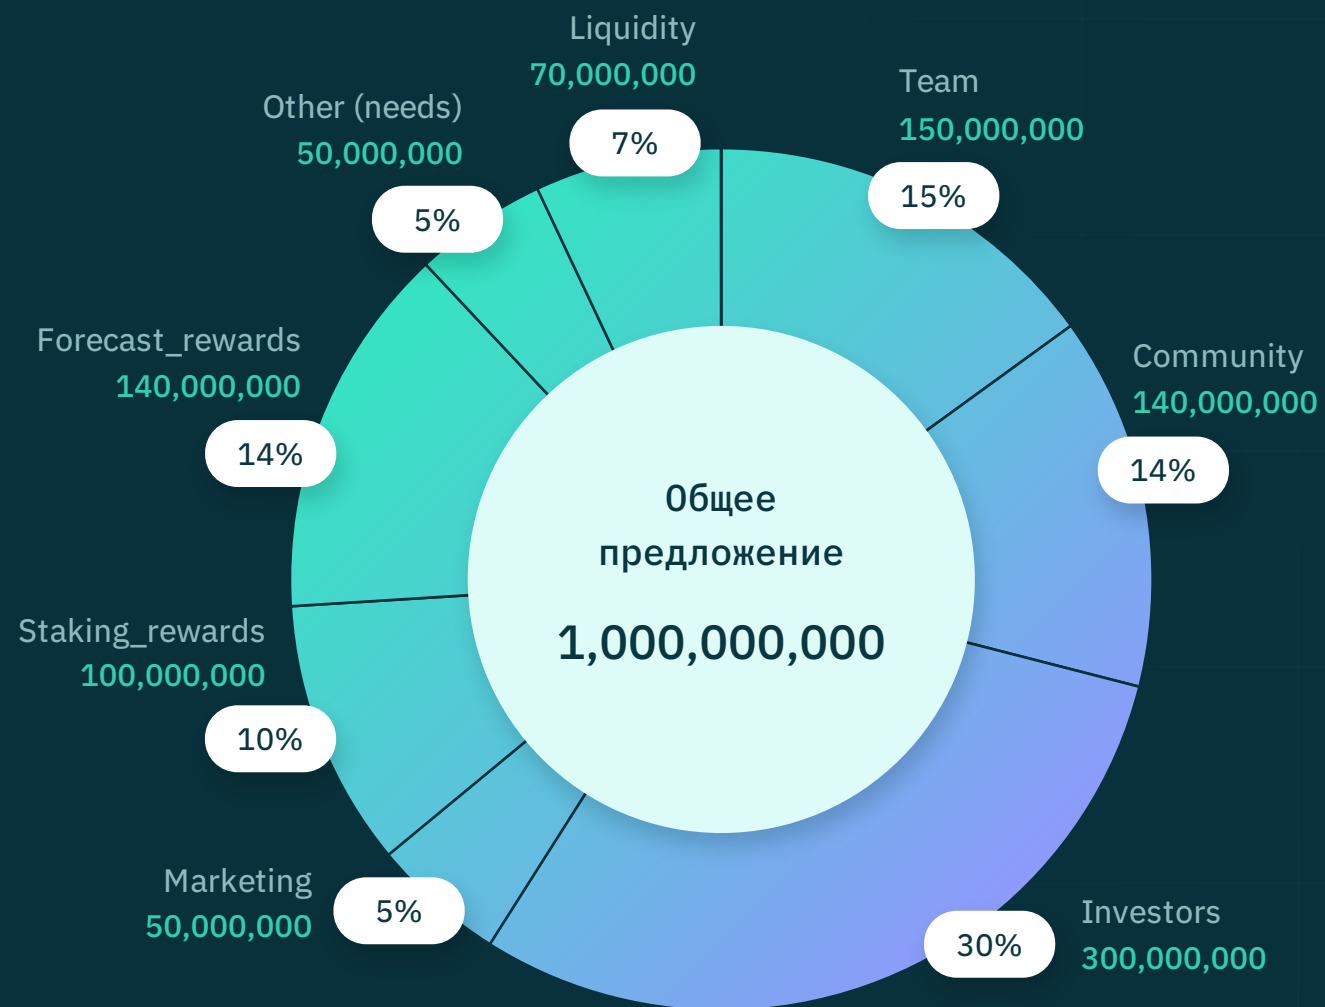 Liquidity
70,000,000
7%
Team
150,000,000
15%
Other (needs)
50,000,000
5%
Forecast_rewards
140,000,000
14%
Community
140,000,000
14%
Общее
предложение
1,000,000,000
Staking_rewards
100,000,000
10%
Marketing
50,000,000
5%
Investors
300,000,000
30%